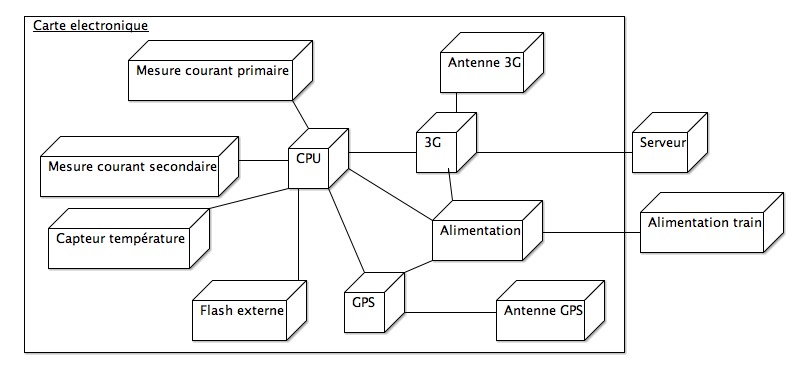 Carte electronique
Antenne 3G
Mesure courant primaire
3G
Serveur
CPU
Mesure courant secondaire
Alimentation train
Alimentation
Capteur température
GPS
Flash externe
Antenne GPS